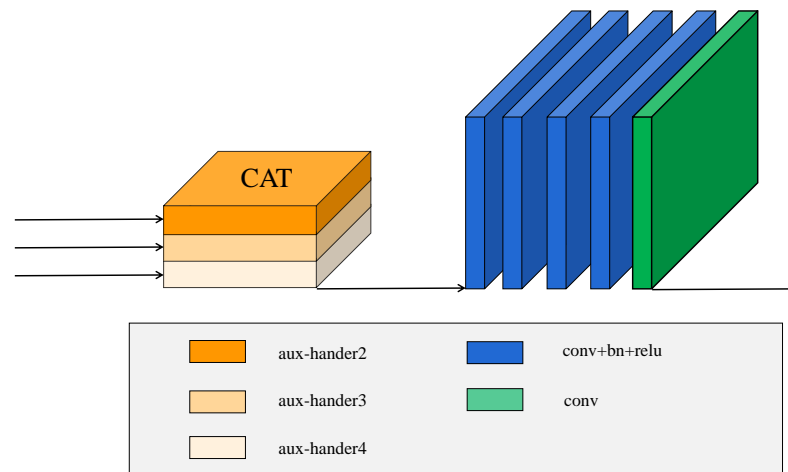 CAT
aux-hander2
conv+bn+relu
aux-hander3
conv
aux-hander4